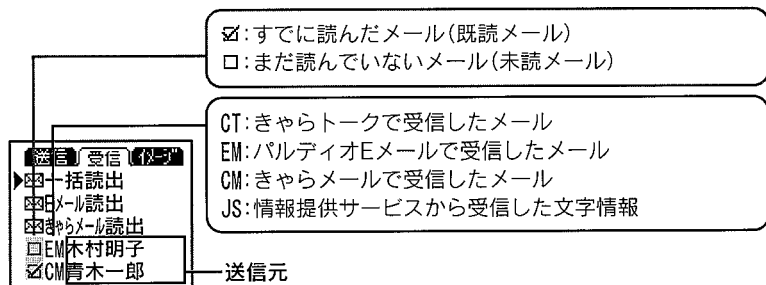 ☑:すでに読んだメール(既読メール)
□:まだ読んでいないメール(未読メール)
CT:きゃらトークで受信したメール
EM:パルディオEメールで受信したメール
CM:きゃらメールで受信したメール
JS:情報提供サービスから受信した文字情報
送信 受信 イメージ
▶✉一括読出
✉Eメール読出
✉きゃらメール読出
□EM木村明子
☑CM青木一郎
送信元